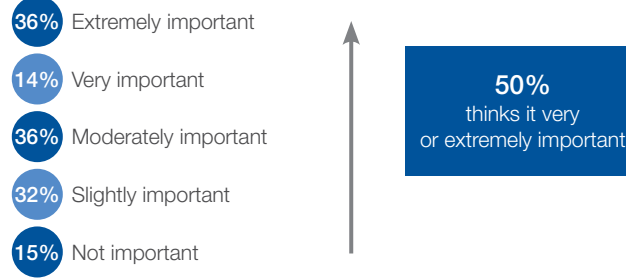 36% Extremely important
14% Very important
36% Moderately important
32% Slightly important
15% Not important
50%
thinks it very
or extremely important